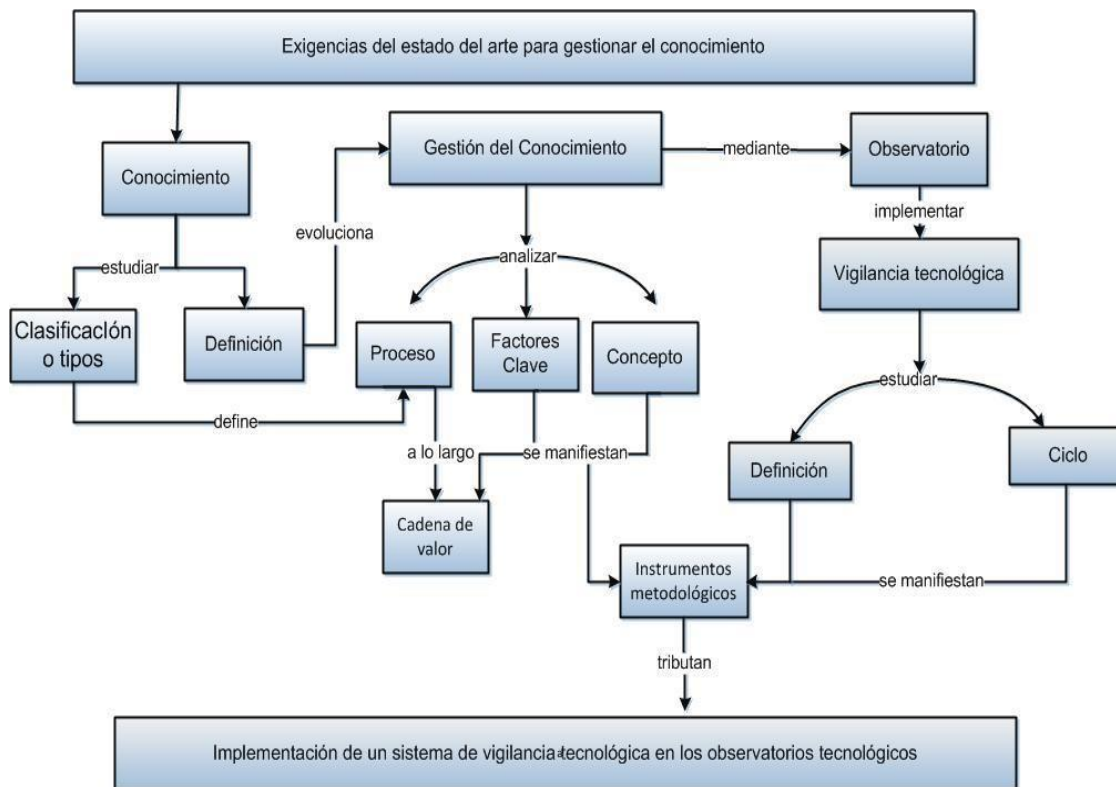 Exigencias del estado del arte para gestionar el conocimiento
Gestión del Conocimiento
mediante
Observatorio
Conocimiento
implementar
evoluciona
estudiar
analizar
Vigilancia tecnológica
Clasificación
o tipos
Definición
Proceso
Factores
Clave
Concepto
estudiar
define
a lo largo
se manifiestan
Definición
Ciclo
Cadena de
valor
Instrumentos
metodológicos
se manifiestan
tributan
Implementación de un sistema de vigilancia tecnológica en los observatorios tecnológicos